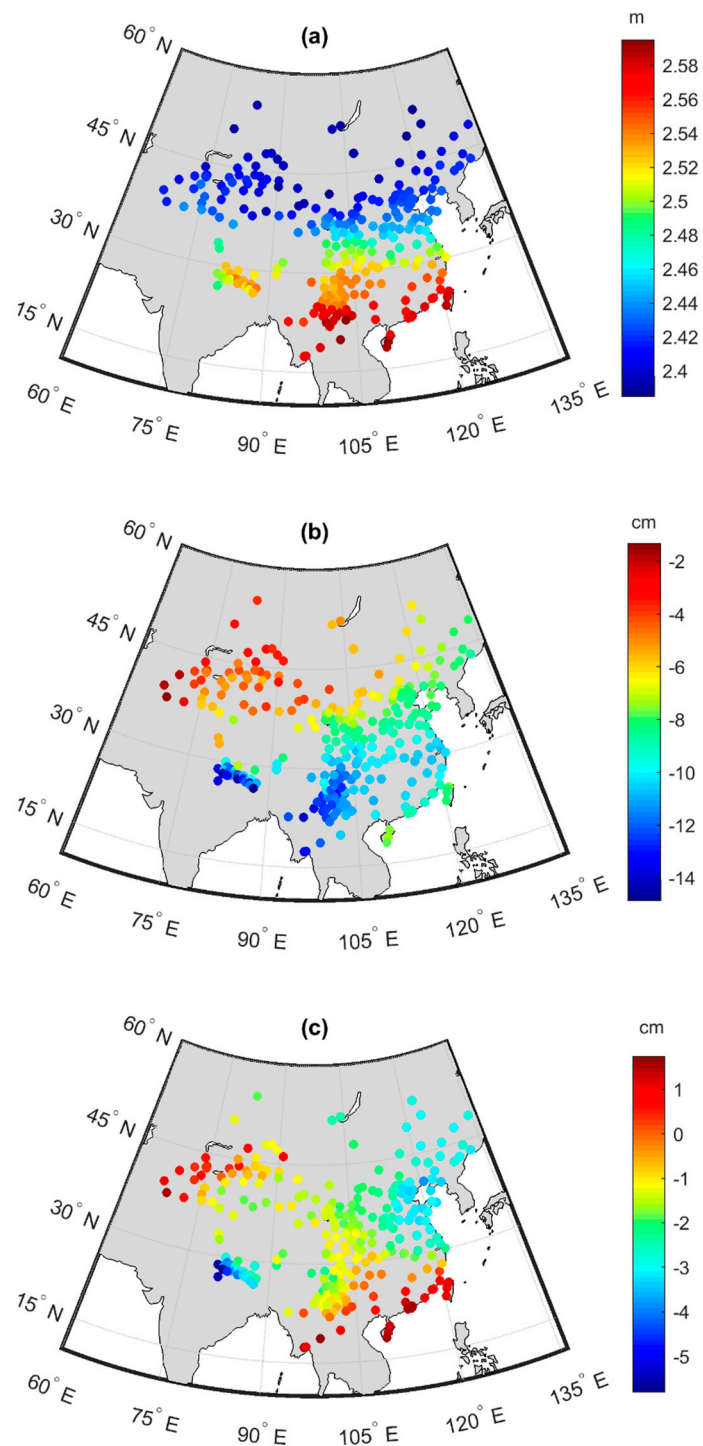 m
(a)
60° N
45° N
30° N
15° N
60° E
75° E
90° E
105° E
120° E
135° E
2.58
2.56
2.54
2.52
2.5
2.48
2.46
2.44
2.42
2.4
cm
(b)
60° N
45° N
30° N
15° N
60° E
75° E
90° E
105° E
120° E
135° E
-2
-4
-6
-8
-10
-12
-14
cm
(c)
60° N
45° N
30° N
15° N
60° E
75° E
90° E
105° E
120° E
135° E
1
0
-1
-2
-3
-4
-5